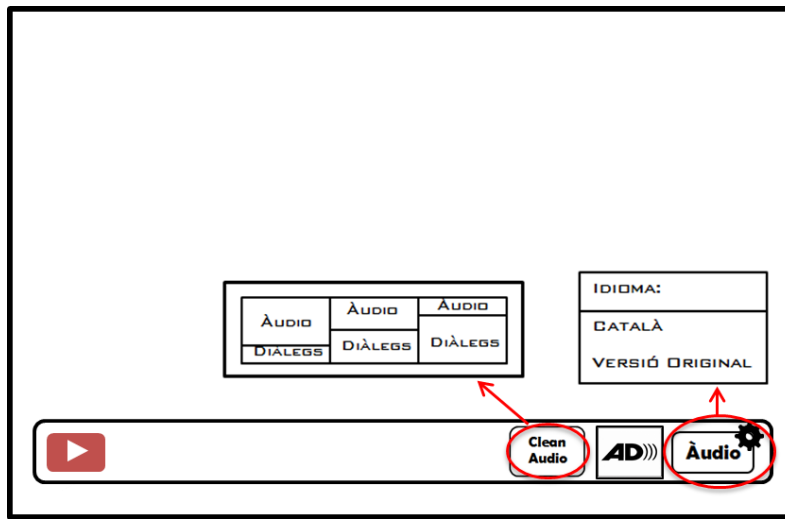 ÀUDIO
DIÀLEGS
ÀUDIO
DIÀLEGS
ÀUDIO
DIÀLEGS
IDIOMA:
CATALÀ
VERSIÓ ORIGINAL
Clean
Audio
AD
Àudio